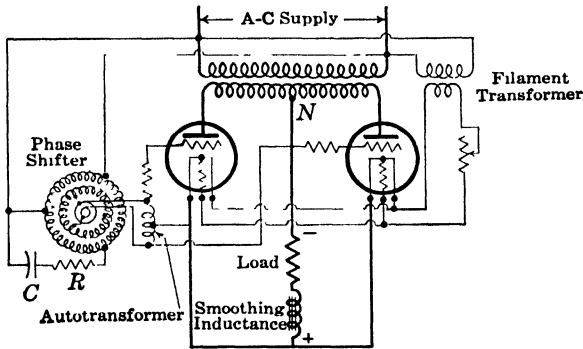 A-C Supply
Filament
Transformer
N
Phase
Shifter
Load
−
C
R
Autotransformer
Smoothing
Inductance
+